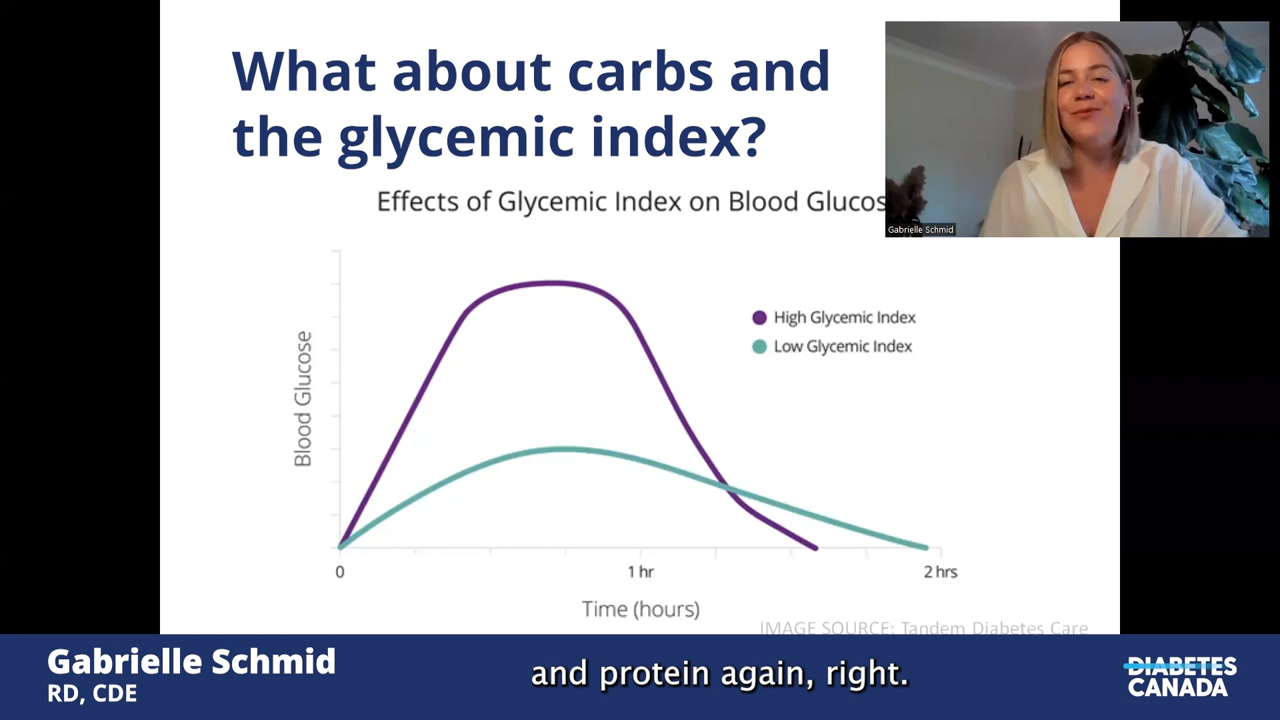 What about carbs and
the glycemic index?
Effects of Glycemic Index on Blood Glucos
Gabrielle Schmid
High Glycemic Index
Low Glycemic Index
Blood Glucose
0
1 hr
2 hrs
Time (hours)
IMAGE SOURCE: Tandem Diabetes Care
Gabrielle Schmid
RD, CDE
and protein again, right.
DIABETES
CANADA